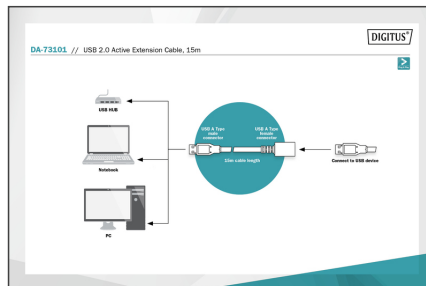 DIGITUS®
DA-73101 // USB 2.0 Active Extension Cable, 15m
USB HUB
USB A Type
male
connector
USB A Type
female
connector
15m cable length
Notebook
Connect to USB device
PC